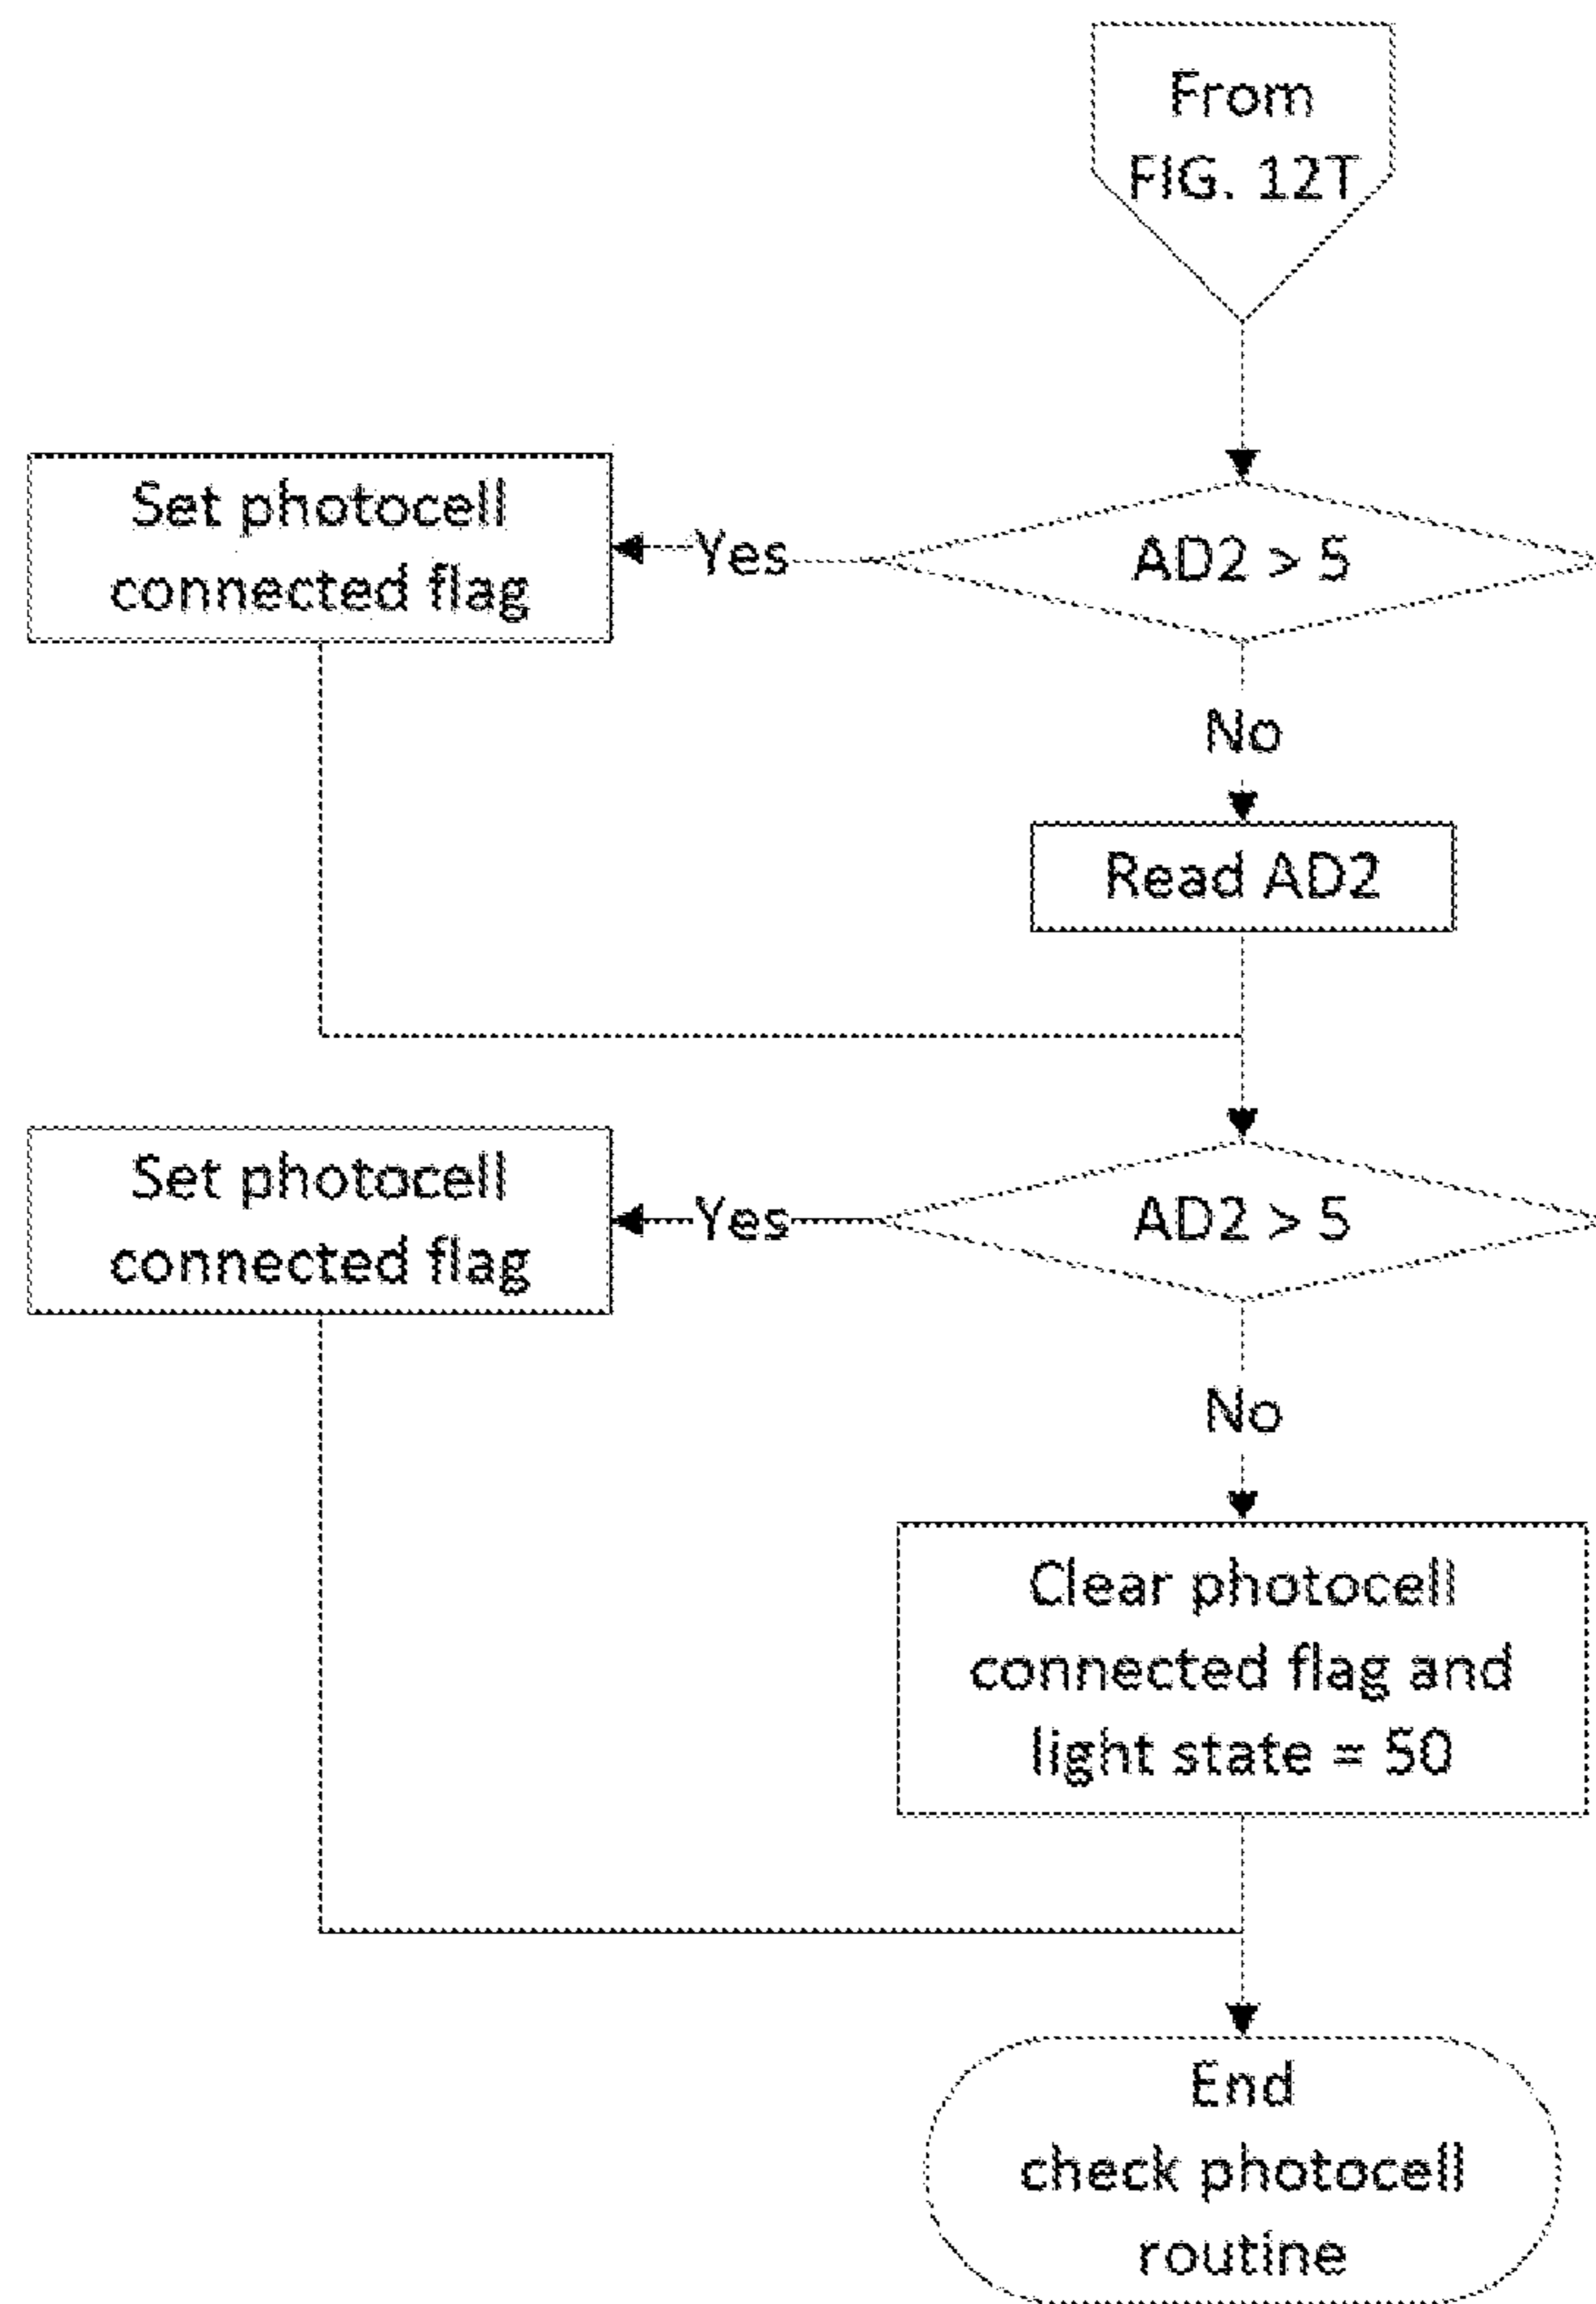 From
FIG. 12T
AD2 > 5
Yes
Set photocell
connected flag
No
Read AD2
AD2 > 5
Yes
Set photocell
connected flag
No
Clear photocell
connected flag and
light state = 50
End
check photocell
routine